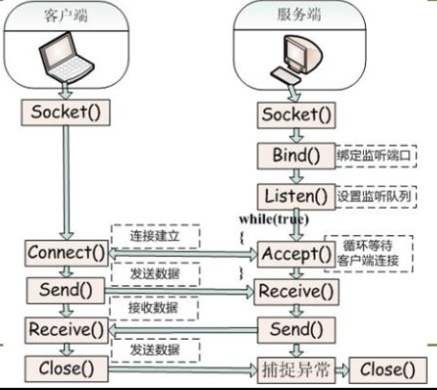 客户端
服务端
Socket()
Socket()
Bind()
绑定监听端口
Listen()
设置监听队列
while(true)
{
连接建立
Connect()
Accept()
循环等待
客户端连接
发送数据
}
Send()
Receive()
接收数据
Receive()
Send()
发送数据
Close()
捕捉异常
Close()